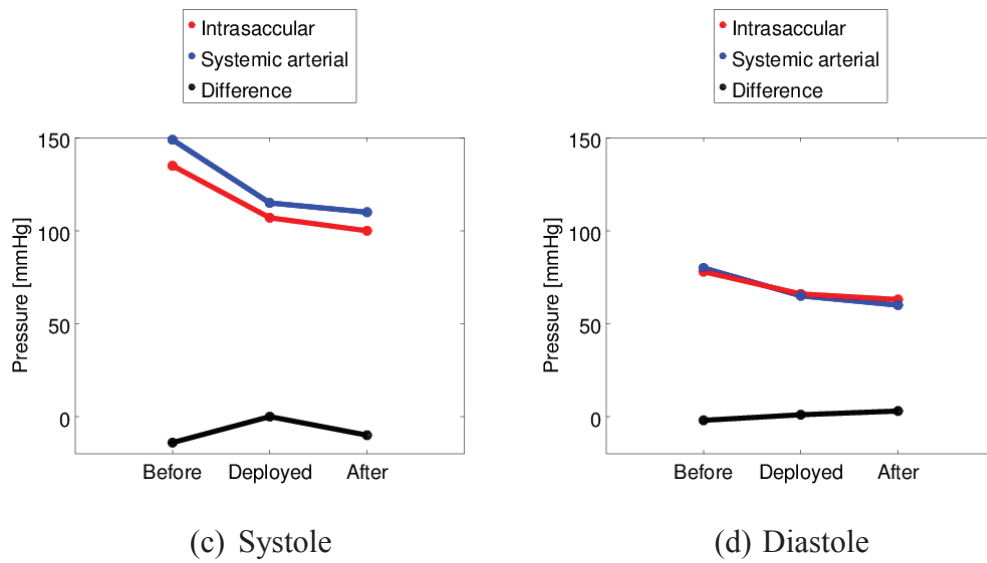 Intrasaccular
Systemic arterial
Difference
150
100
50
0
Pressure [mmHg]
Before Deployed After
(c) Systole
Intrasaccular
Systemic arterial
Difference
150
100
50
0
Pressure [mmHg]
Before Deployed After
(d) Diastole